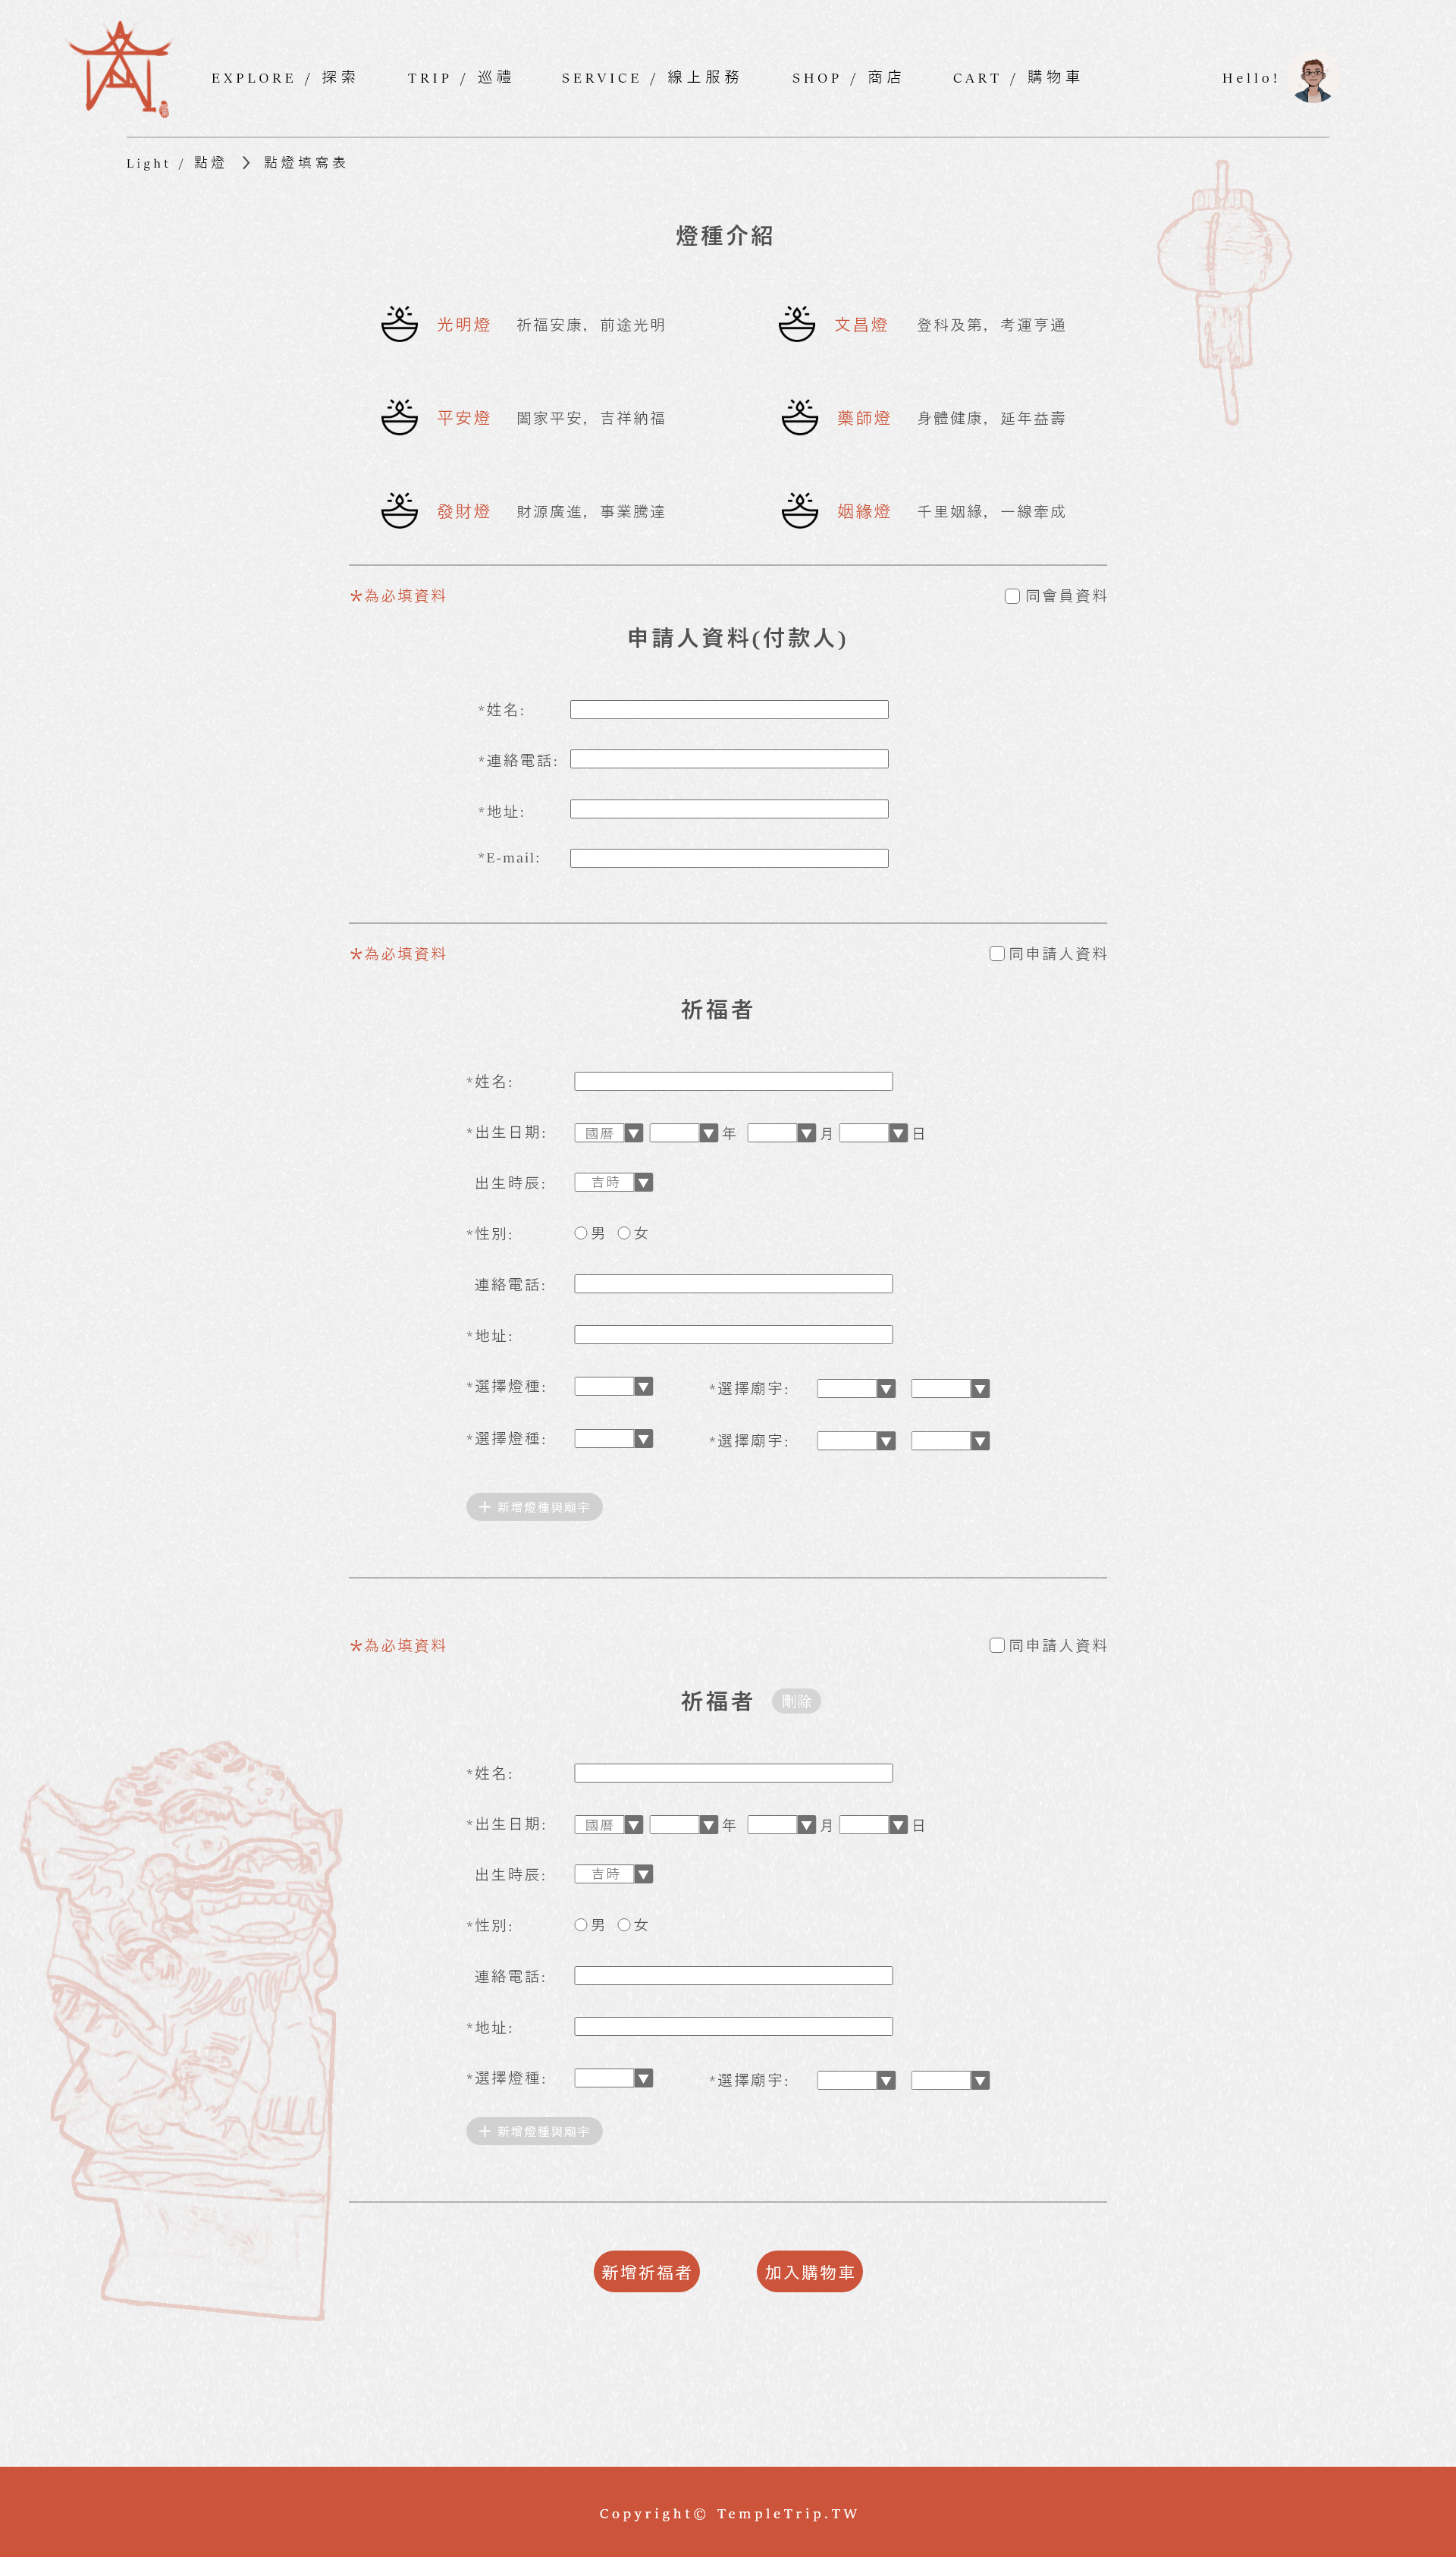 EXPLORE / 探索 TRIP / 巡禮 SERVICE / 線上服務 SHOP / 商店 CART / 購物車 Hello!
Light / 點燈 > 點燈填寫表
燈種介紹
光明燈 祈福安康, 前途光明 文昌燈 登科及第, 考運亨通
平安燈 闔家平安, 吉祥納福 藥師燈 身體健康, 延年益壽
發財燈 財源廣進, 事業騰達 姻緣燈 千里姻緣, 一線牽成
*為必填資料 同會員資料
申請人資料(付款人)
*姓名:
*連絡電話:
*地址:
*E-mail:
*為必填資料 同申請人資料
祈福者
*姓名:
*出生日期: 國曆 年 月 日
出生時辰: 吉時
*性別: 男 女
連絡電話:
*地址:
*選擇燈種: *選擇廟宇:
*選擇燈種: *選擇廟宇:
+ 新增燈種與廟宇
*為必填資料 同申請人資料
祈福者 刪除
*姓名:
*出生日期: 國曆 年 月 日
出生時辰: 吉時
*性別: 男 女
連絡電話:
*地址:
*選擇燈種: *選擇廟宇:
+ 新增燈種與廟宇
新增祈福者 加入購物車
Copyright© TempleTrip.TW